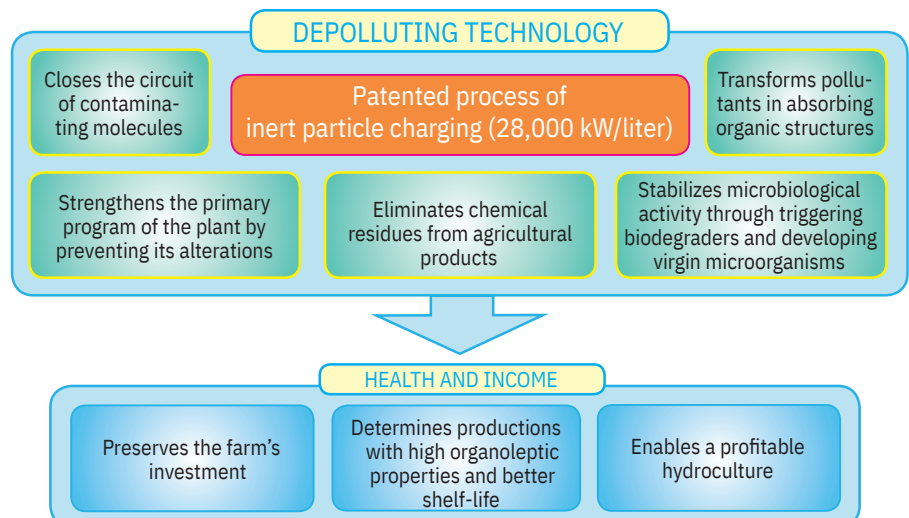 DEPOLLUTING TECHNOLOGY
Closes the circuit
of contamina-
ting molecules
Patented process of
inert particle charging (28,000 kW/liter)
Transforms pollu-
tants in absorbing
organic structures
Strengthens the primary
program of the plant by
preventing its alterations
Eliminates chemical
residues from agricultural
products
Stabilizes microbiological
activity through triggering
biodegraders and developing
virgin microorganisms
HEALTH AND INCOME
Preserves the farm's
investment
Determines productions
with high organoleptic
properties and better
shelf-life
Enables a profitable
hydroculture